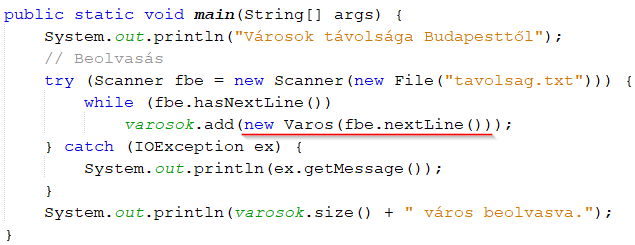 public static void main(String[] args) {
    System.out.println("Városok távolsága Budapesttől");
    // Beolvasás
    try (Scanner fbe = new Scanner(new File("tavolsag.txt"))) {
        while (fbe.hasNextLine())
            varosok.add(new Varos(fbe.nextLine()));
    } catch (IOException ex) {
        System.out.println(ex.getMessage());
    }
    System.out.println(varosok.size() + " város beolvasva.");
}